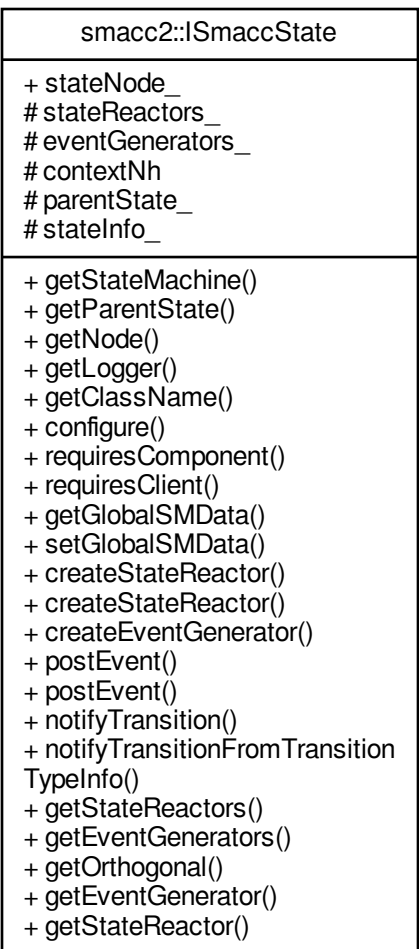 smacc2::ISmaccState
+ stateNode_
# stateReactors_
# eventGenerators_
# contextNh
# parentState_
# stateInfo_
+ getStateMachine()
+ getParentState()
+ getNode()
+ getLogger()
+ getClassName()
+ configure()
+ requiresComponent()
+ requiresClient()
+ getGlobalSMData()
+ setGlobalSMData()
+ createStateReactor()
+ createStateReactor()
+ createEventGenerator()
+ postEvent()
+ postEvent()
+ notifyTransition()
+ notifyTransitionFromTransition
TypeInfo()
+ getStateReactors()
+ getEventGenerators()
+ getOrthogonal()
+ getEventGenerator()
+ getStateReactor()